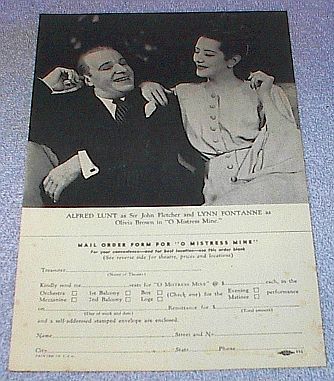 ALFRED LUNT as Sir John Fletcher and LYNN FONTANNE as
Olivia Brown in "O Mistress Mine."
MAIL ORDER FORM FOR "O MISTRESS MINE"
For your convenience—and for best location—use this order blank
(See reverse side for theatre, prices and locations)
Treasurer
(Name of Theatre)
Kindly send me seats for "O MISTRESS MINE" @ $ each, in the
Orchestra 1st Balcony Box (Check one) for the Evening performance
Mezzanine 2nd Balcony Loge Matinee
on Remittance for $
(Day of week and date) (Total amount)
and a self-addressed stamped envelope are enclosed.
Name Street and No.
City State Phone
PRINTED IN U.S.A.